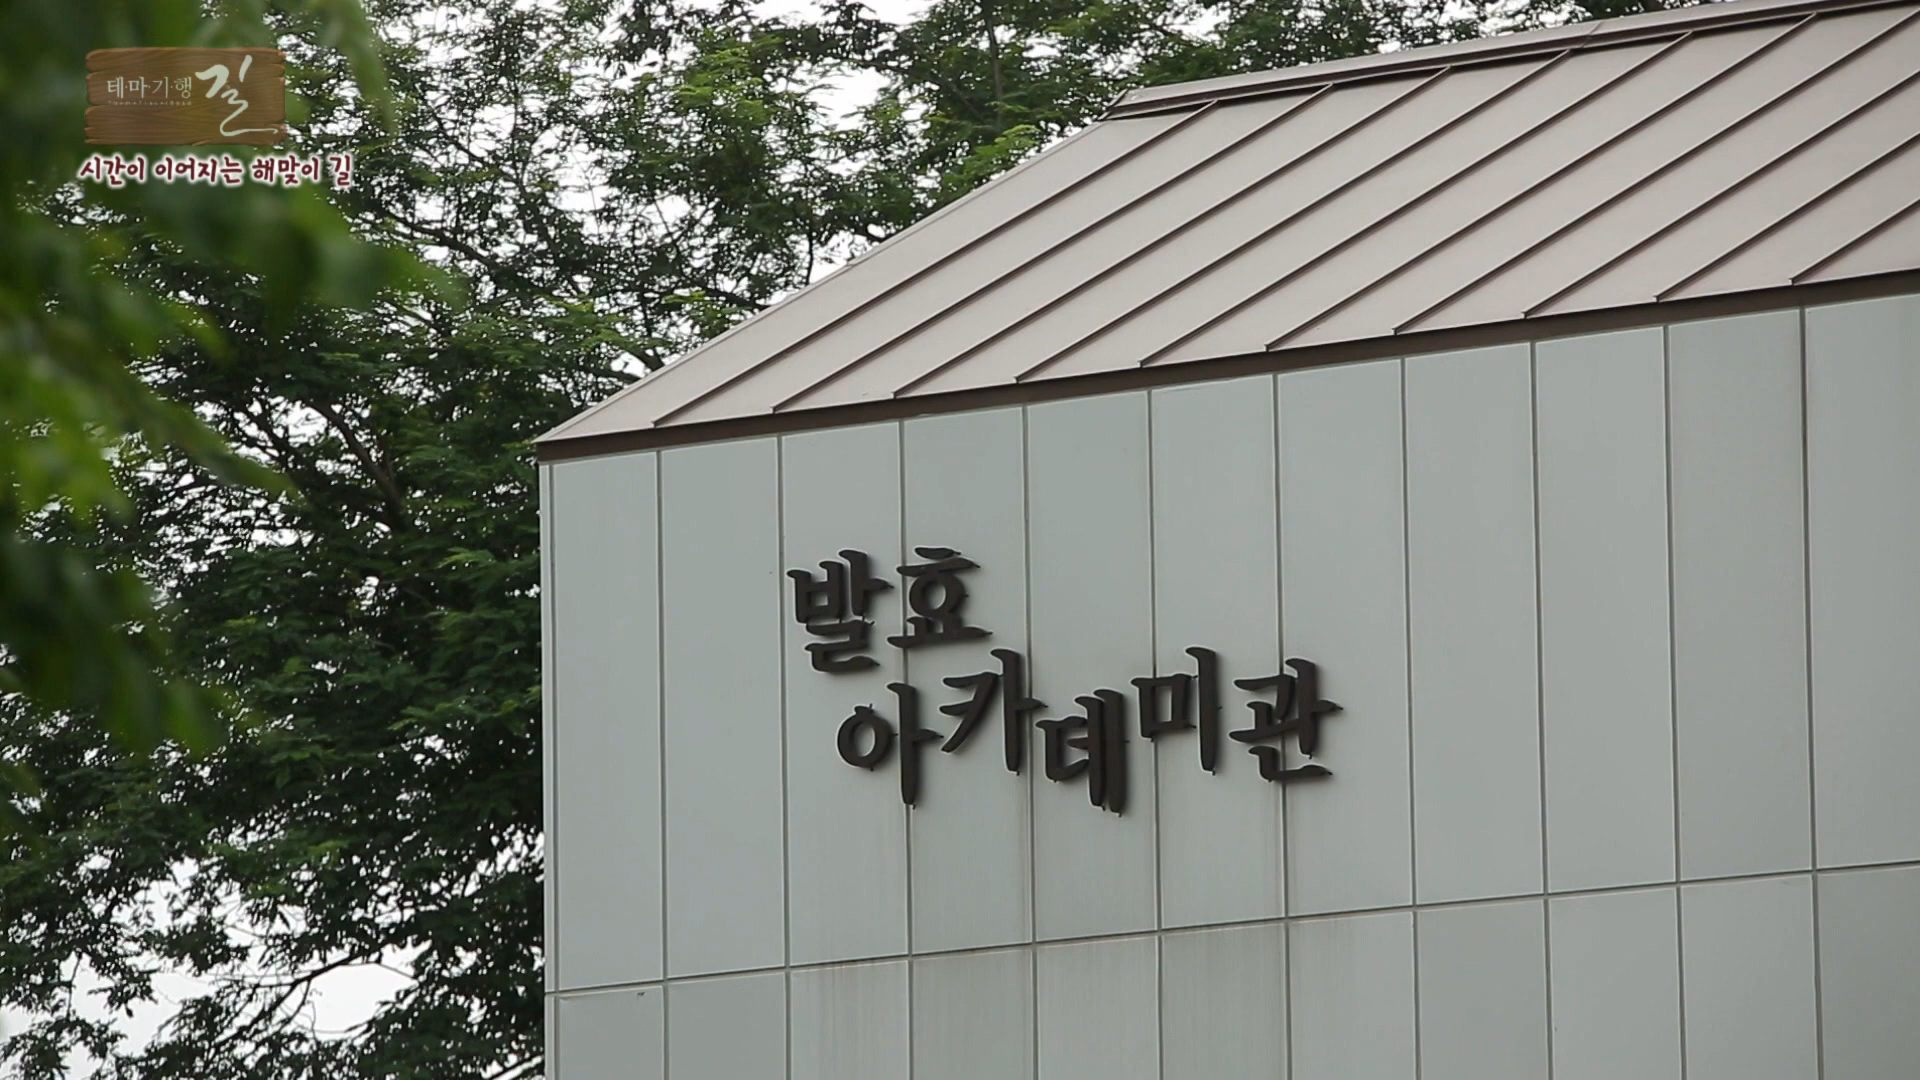 테마기행 길
시간이 이어지는 해맞이 길
발효
아카데미관